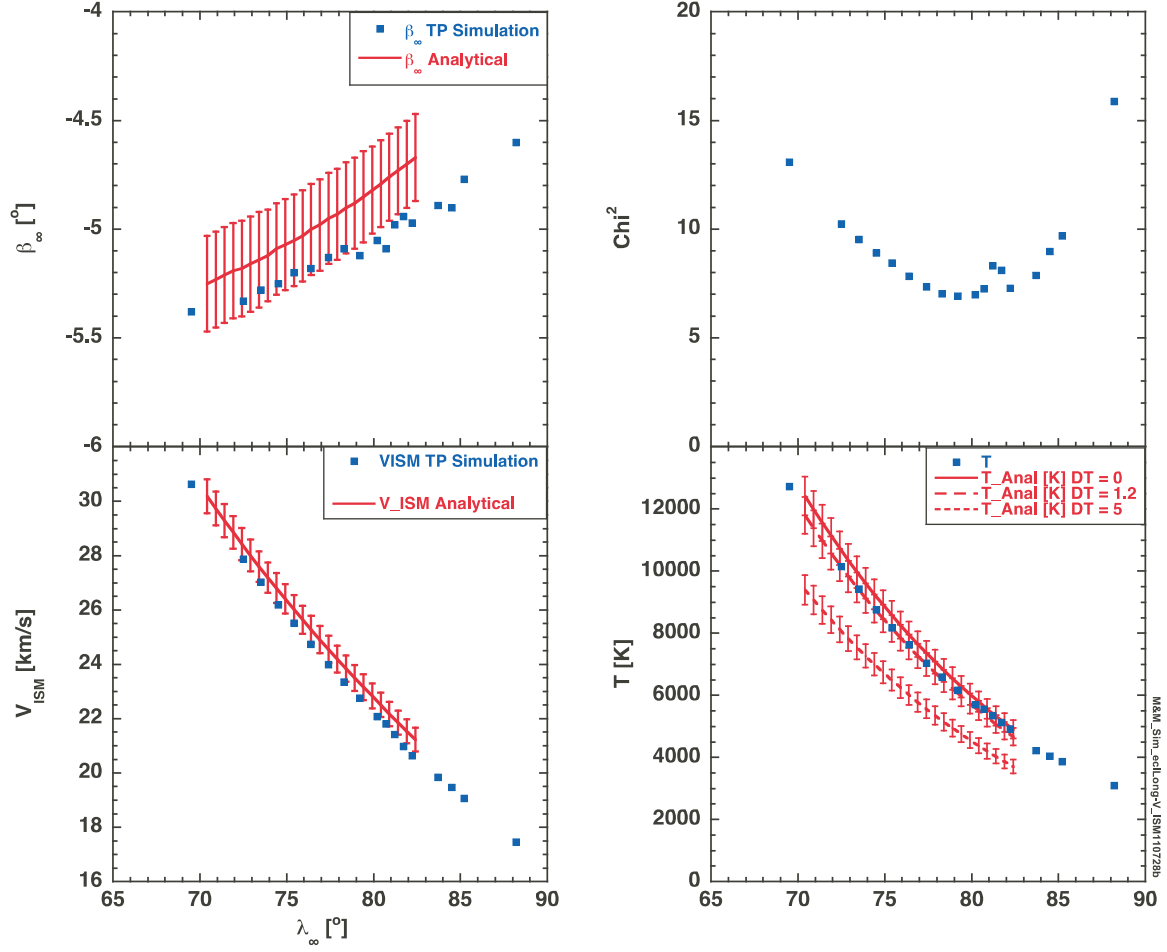 -4
-4.5
-5
-5.5
-6
β∞ [º]
β∞ TP Simulation
β∞ Analytical
20
15
10
5
0
Chi²
30
28
26
24
22
20
18
16
V_ISM [km/s]
VISM TP Simulation
V_ISM Analytical
65 70 75 80 85 90
λ∞ [º]
12000
10000
8000
6000
4000
2000
0
T [K]
T
T_Anal [K] DT = 0
T_Anal [K] DT = 1.2
T_Anal [K] DT = 5
65 70 75 80 85 90
M&M_Sim_eclLong-V_ISM110728b